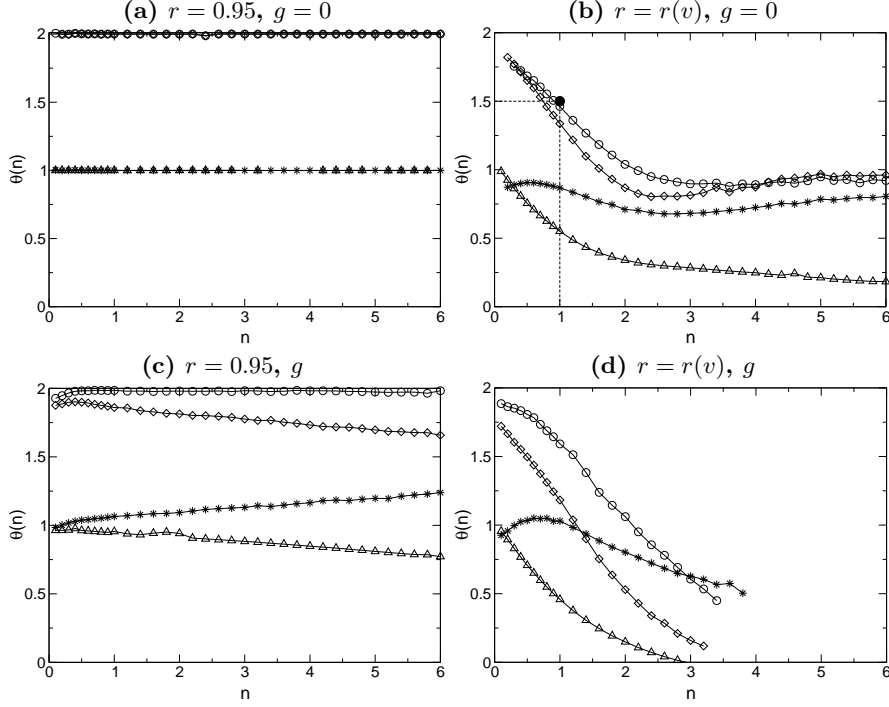 (a) r = 0.95, g = 0
(b) r = r(v), g = 0
2
1.5
1
0.5
0
θ(n)
0 1 2 3 4 5 6
n
2
1.5
1
0.5
0
θ(n)
0 1 2 3 4 5 6
n
(c) r = 0.95, g
(d) r = r(v), g
2
1.5
1
0.5
0
θ(n)
0 1 2 3 4 5 6
n
2
1.5
1
0.5
0
θ(n)
0 1 2 3 4 5 6
n